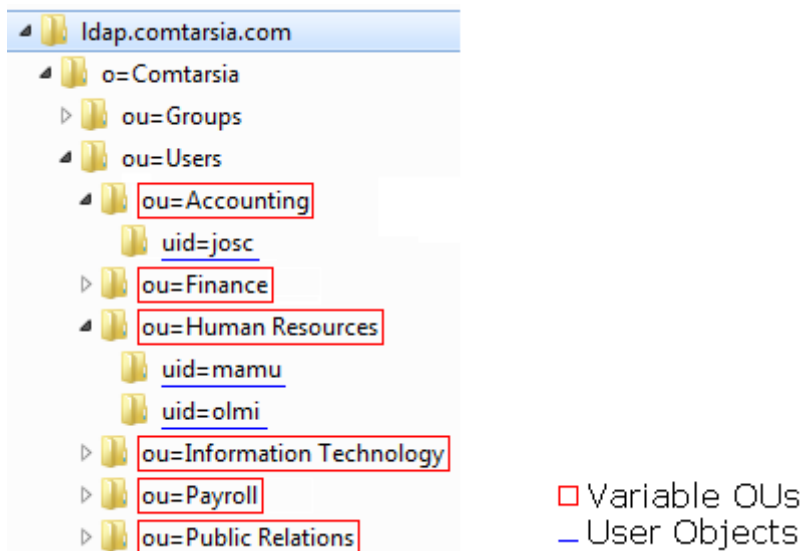 ldap.comtarsia.com
o=Comtarsia
ou=Groups
ou=Users
ou=Accounting
uid=josc
ou=Finance
ou=Human Resources
uid=mamu
uid=olmi
ou=Information Technology
ou=Payroll
ou=Public Relations
Variable OUs
User Objects